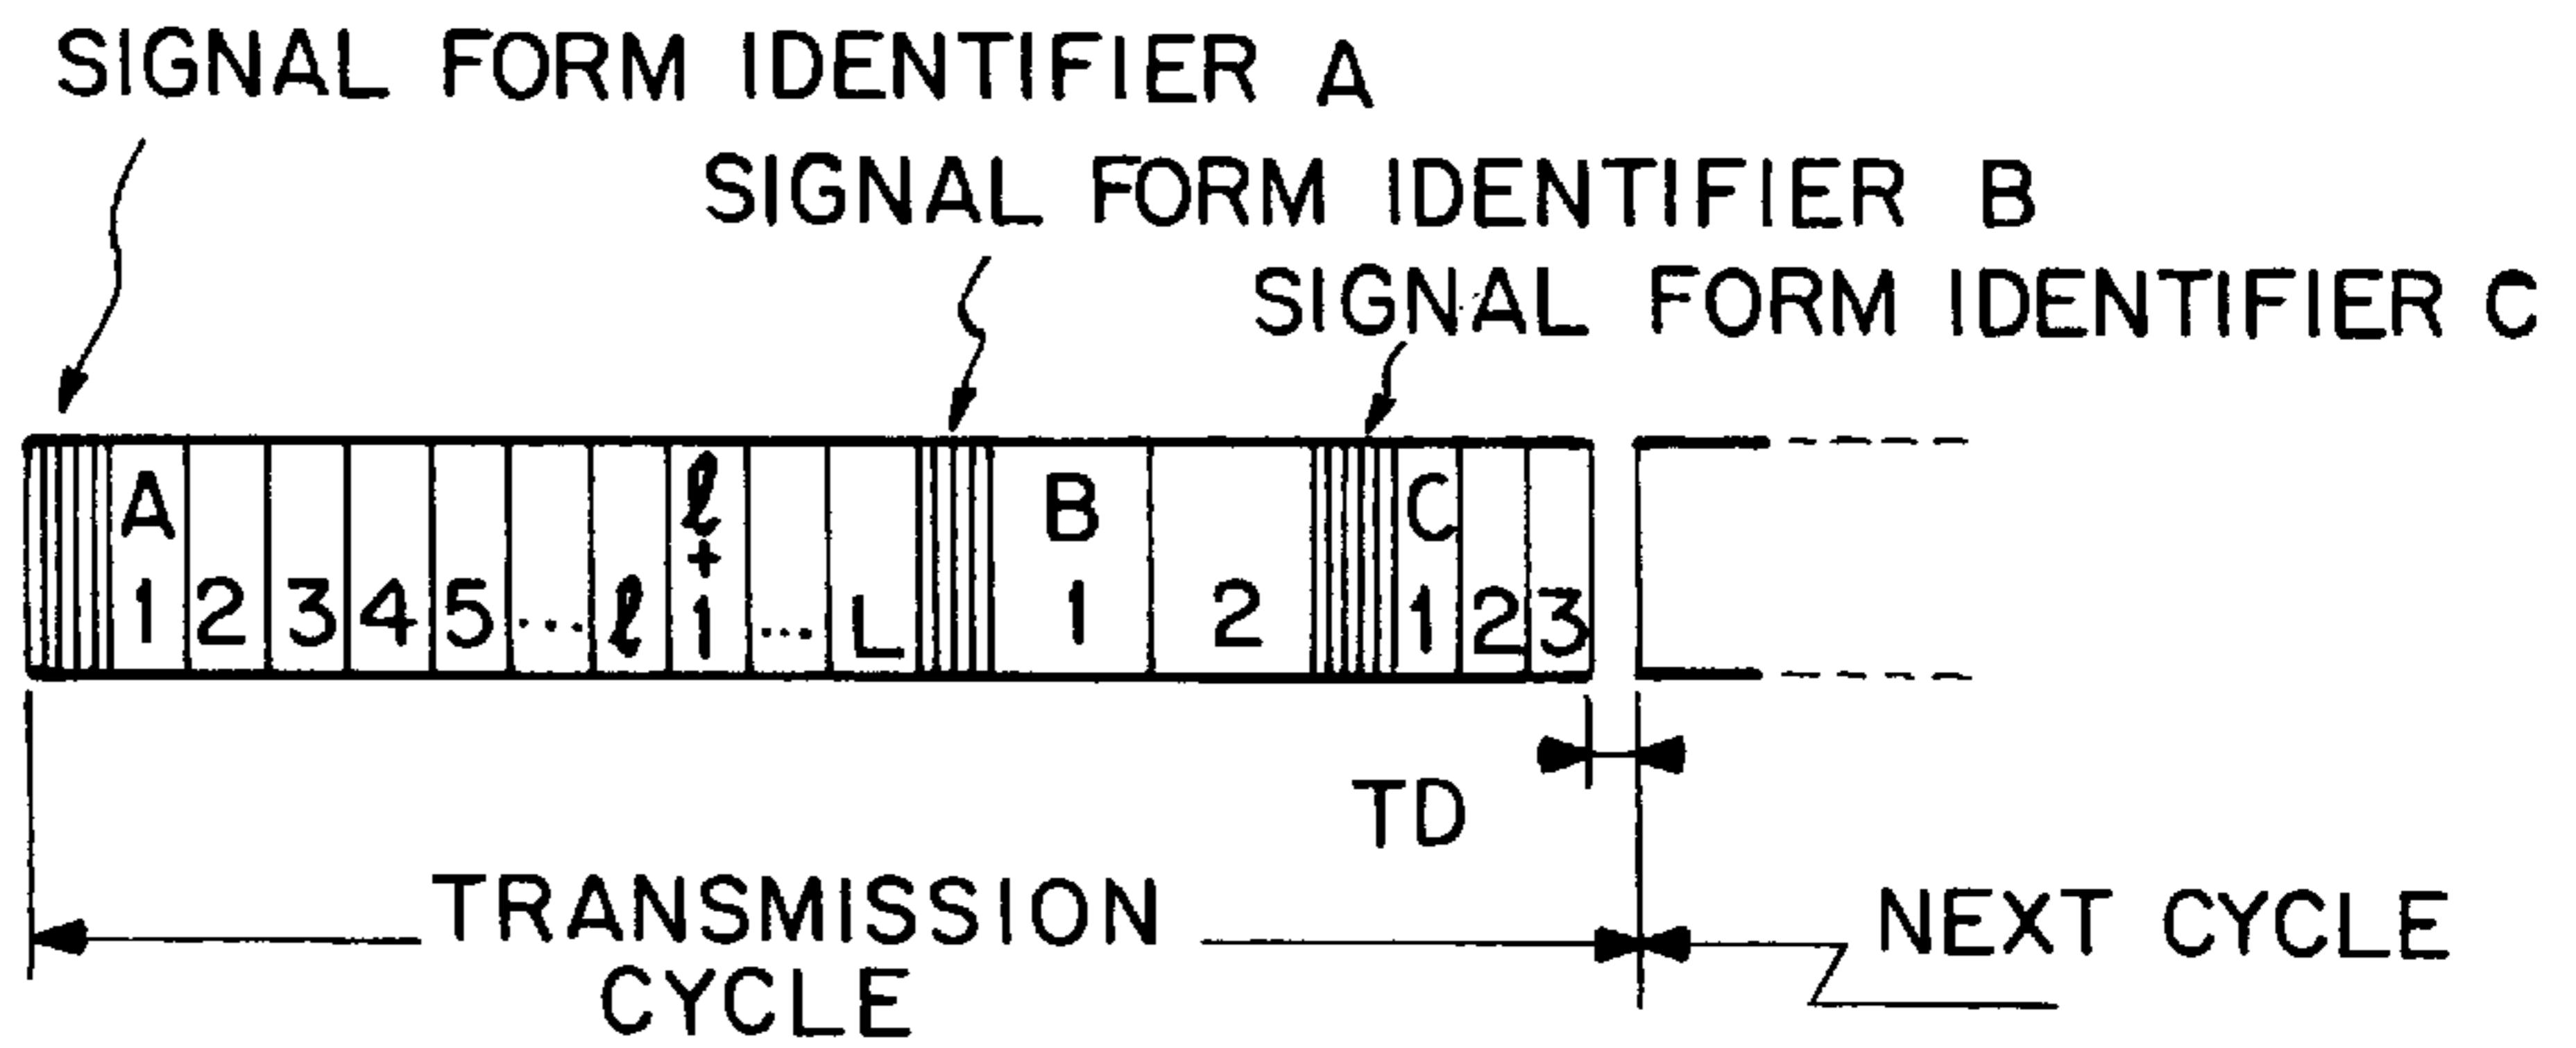 SIGNAL FORM IDENTIFIER A
SIGNAL FORM IDENTIFIER B
SIGNAL FORM IDENTIFIER C
A 1 2 3 4 5 ... ℓ ℓ+1 ... L B 1 2 C 1 2 3
TD
TRANSMISSION CYCLE
NEXT CYCLE